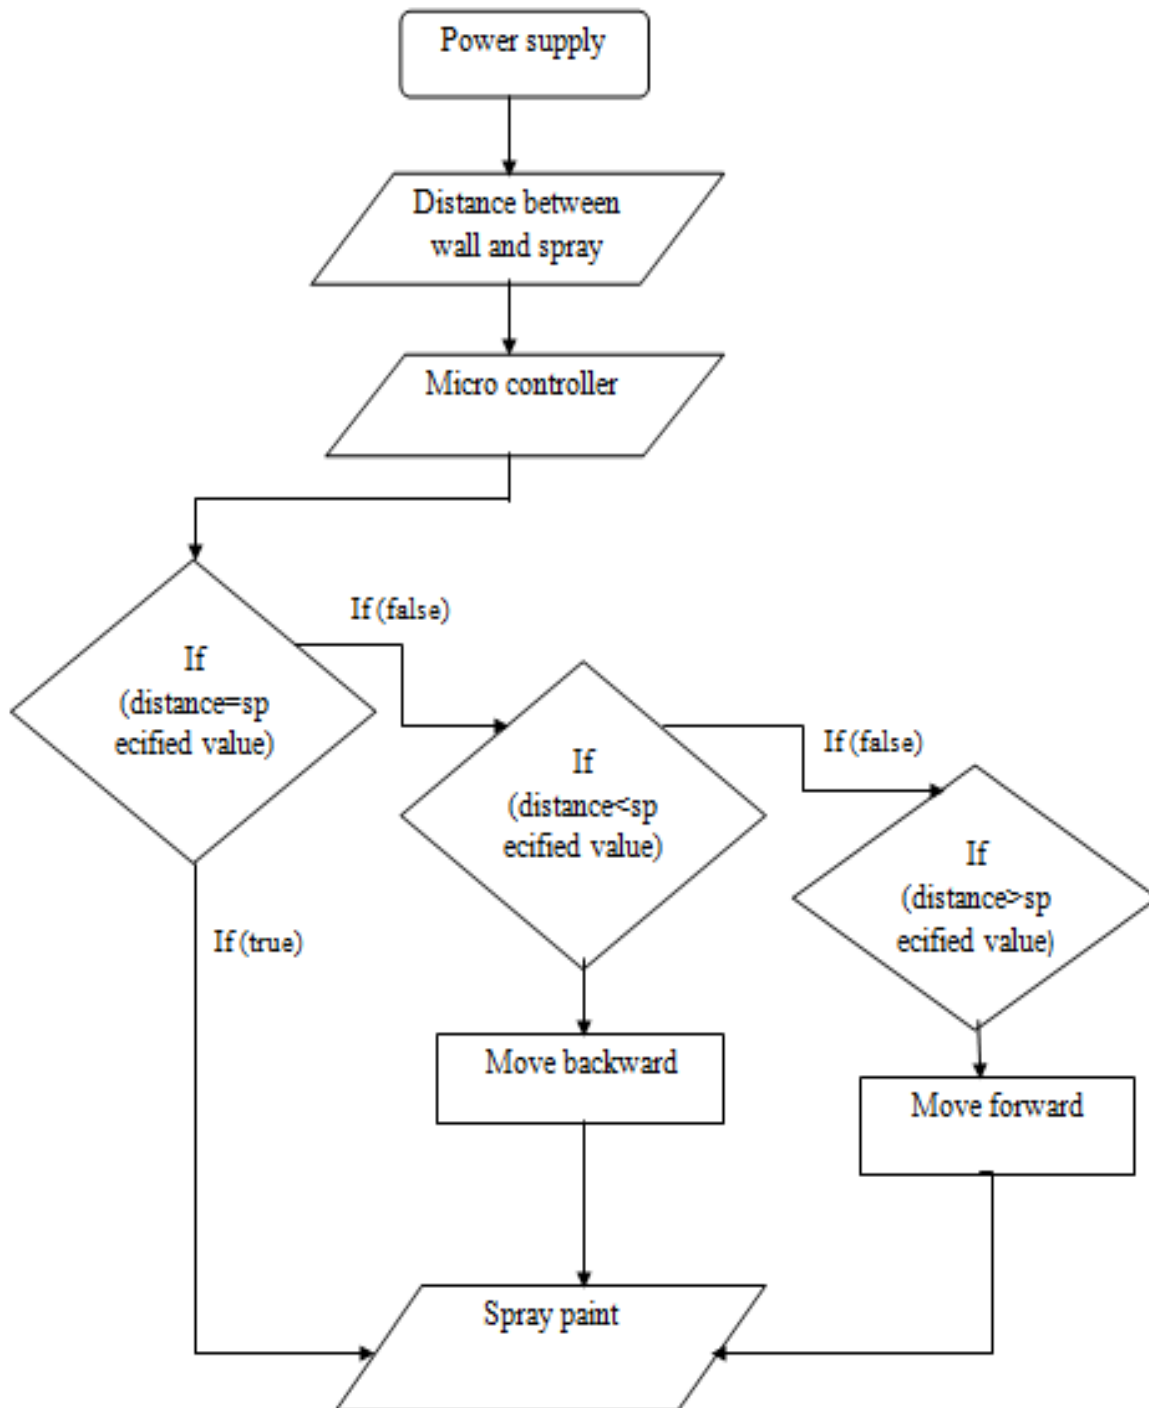 Power supply
Distance between
wall and spray
Micro controller
If (false)
If
(distance=sp
ecified value)
If (false)
If
(distance<sp
ecified value)
If
(distance>sp
ecified value)
If (true)
Move backward
Move forward
Spray paint